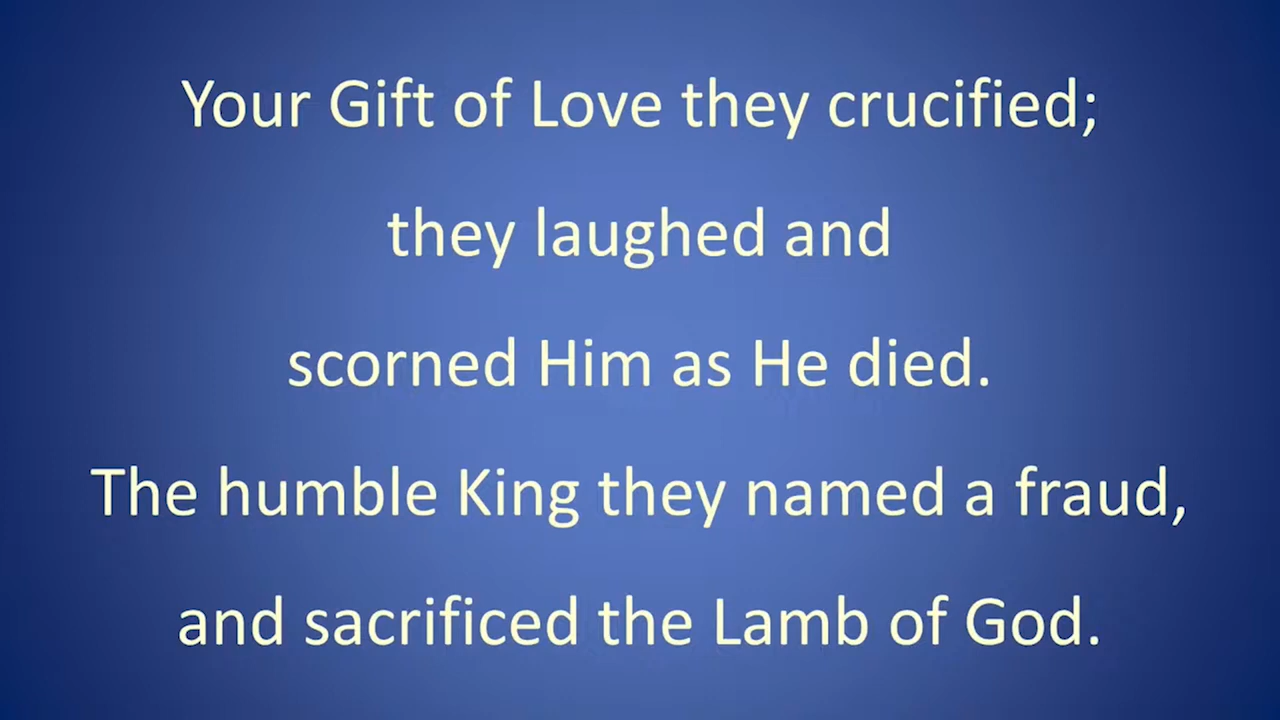 Your Gift of Love they crucified;
they laughed and
scorned Him as He died.
The humble King they named a fraud,
and sacrificed the Lamb of God.